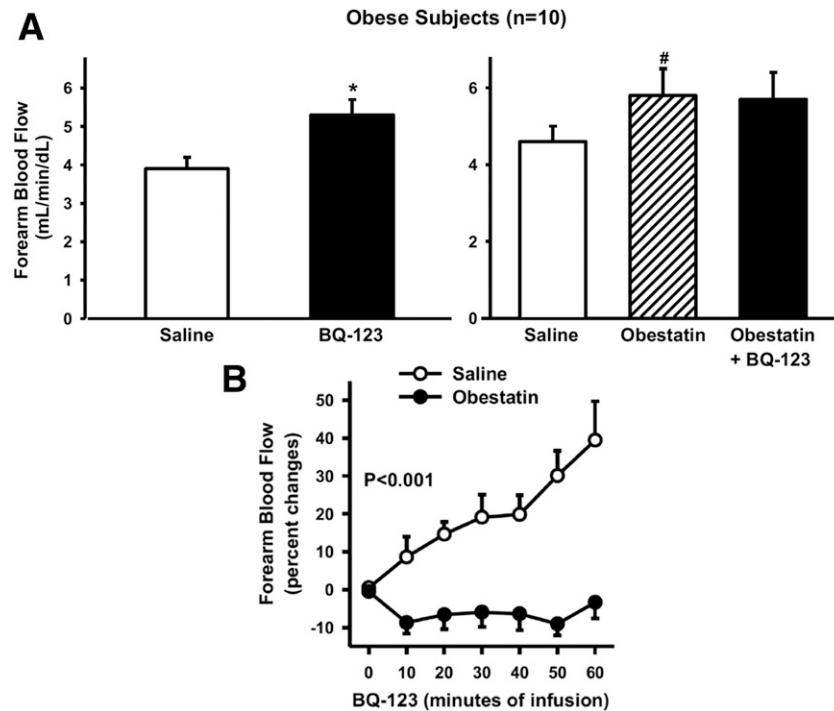 A
Obese Subjects (n=10)
Forearm Blood Flow
(mL/min/dL)
6
5
4
3
2
1
0
*
Saline
BQ-123
6
4
2
0
#
Saline
Obestatin
Obestatin
+ BQ-123
B
Saline
Obestatin
Forearm Blood Flow
(percent changes)
50
40
30
20
10
0
-10
P<0.001
0 10 20 30 40 50 60
BQ-123 (minutes of infusion)